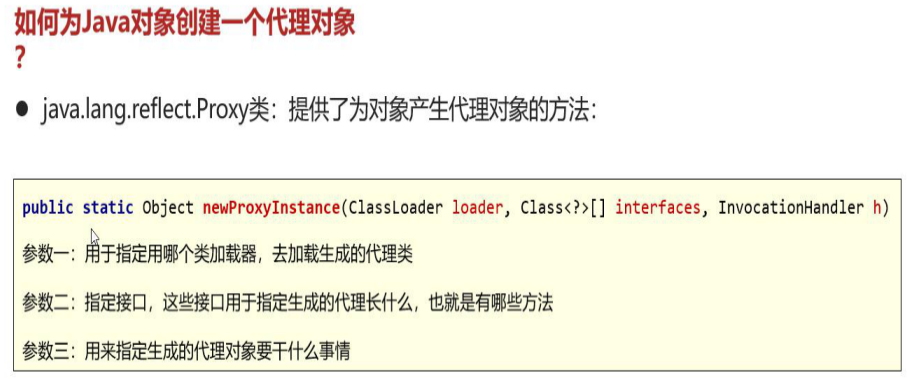 如何为Java对象创建一个代理对象
？
● java.lang.reflect.Proxy类：提供了为对象产生代理对象的方法：
public static Object newProxyInstance(ClassLoader loader, Class<?>[] interfaces, InvocationHandler h)
参数一：用于指定用哪个类加载器，去加载生成的代理类
参数二：指定接口，这些接口用于指定生成的代理长什么，也就是有哪些方法
参数三：用来指定生成的代理对象要干什么事情